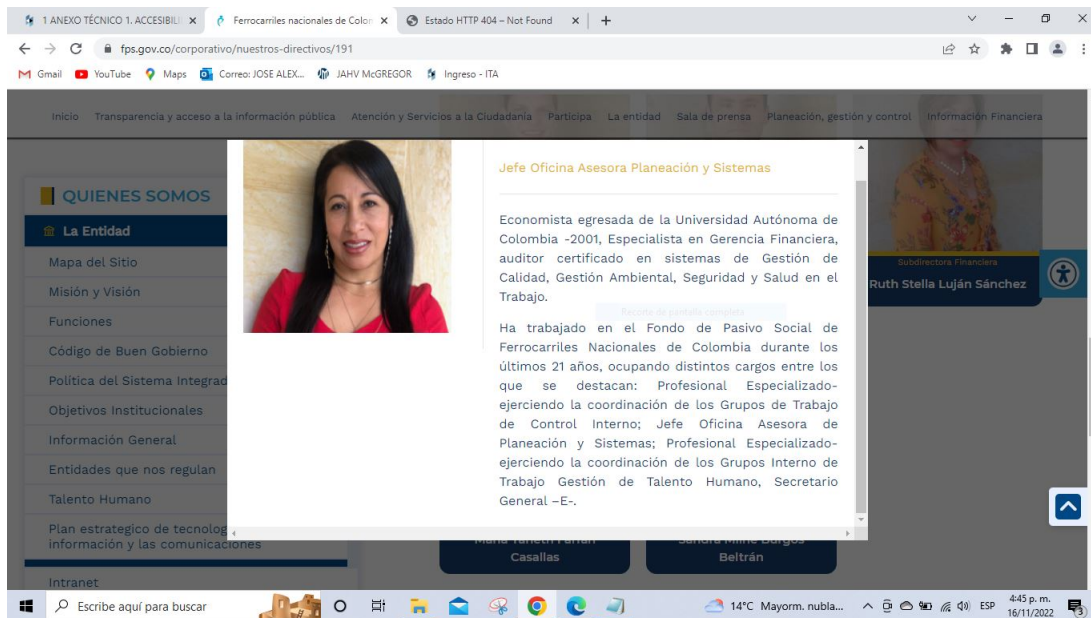 1 ANEXO TÉCNICO 1. ACCESIBILI
Ferrocarriles nacionales de Colon
Estado HTTP 404 – Not Found
fps.gov.co/corporativo/nuestros-directivos/191
Gmail
YouTube
Maps
Correo: JOSE ALEX...
JAHV McGREGOR
Ingreso - ITA
Inicio
Transparencia y acceso a la información pública
Atención y Servicios a la Ciudadanía
Participa
La entidad
Sala de prensa
Planeación, gestión y control
Información Financiera
QUIENES SOMOS
La Entidad
Mapa del Sitio
Misión y Visión
Funciones
Código de Buen Gobierno
Política del Sistema Integrad
Objetivos Institucionales
Información General
Entidades que nos regulan
Talento Humano
Plan estrategico de tecnolog
información y las comunicaciones
Intranet
Jefe Oficina Asesora Planeación y Sistemas
Economista egresada de la Universidad Autónoma de
Colombia -2001, Especialista en Gerencia Financiera,
auditor certificado en sistemas de Gestión de
Calidad, Gestión Ambiental, Seguridad y Salud en el
Trabajo.
Recorte de pantalla completa
Ha trabajado en el Fondo de Pasivo Social de
Ferrocarriles Nacionales de Colombia durante los
últimos 21 años, ocupando distintos cargos entre los
que se destacan: Profesional Especializado-
ejerciendo la coordinación de los Grupos de Trabajo
de Control Interno; Jefe Oficina Asesora de
Planeación y Sistemas; Profesional Especializado-
ejerciendo la coordinación de los Grupos Interno de
Trabajo Gestión de Talento Humano, Secretario
General –E-.
Subdirectora Financiera
Ruth Stella Luján Sánchez
Casallas
Beltrán
Escribe aquí para buscar
14°C Mayorm. nubla...
ESP
4:45 p. m.
16/11/2022
3